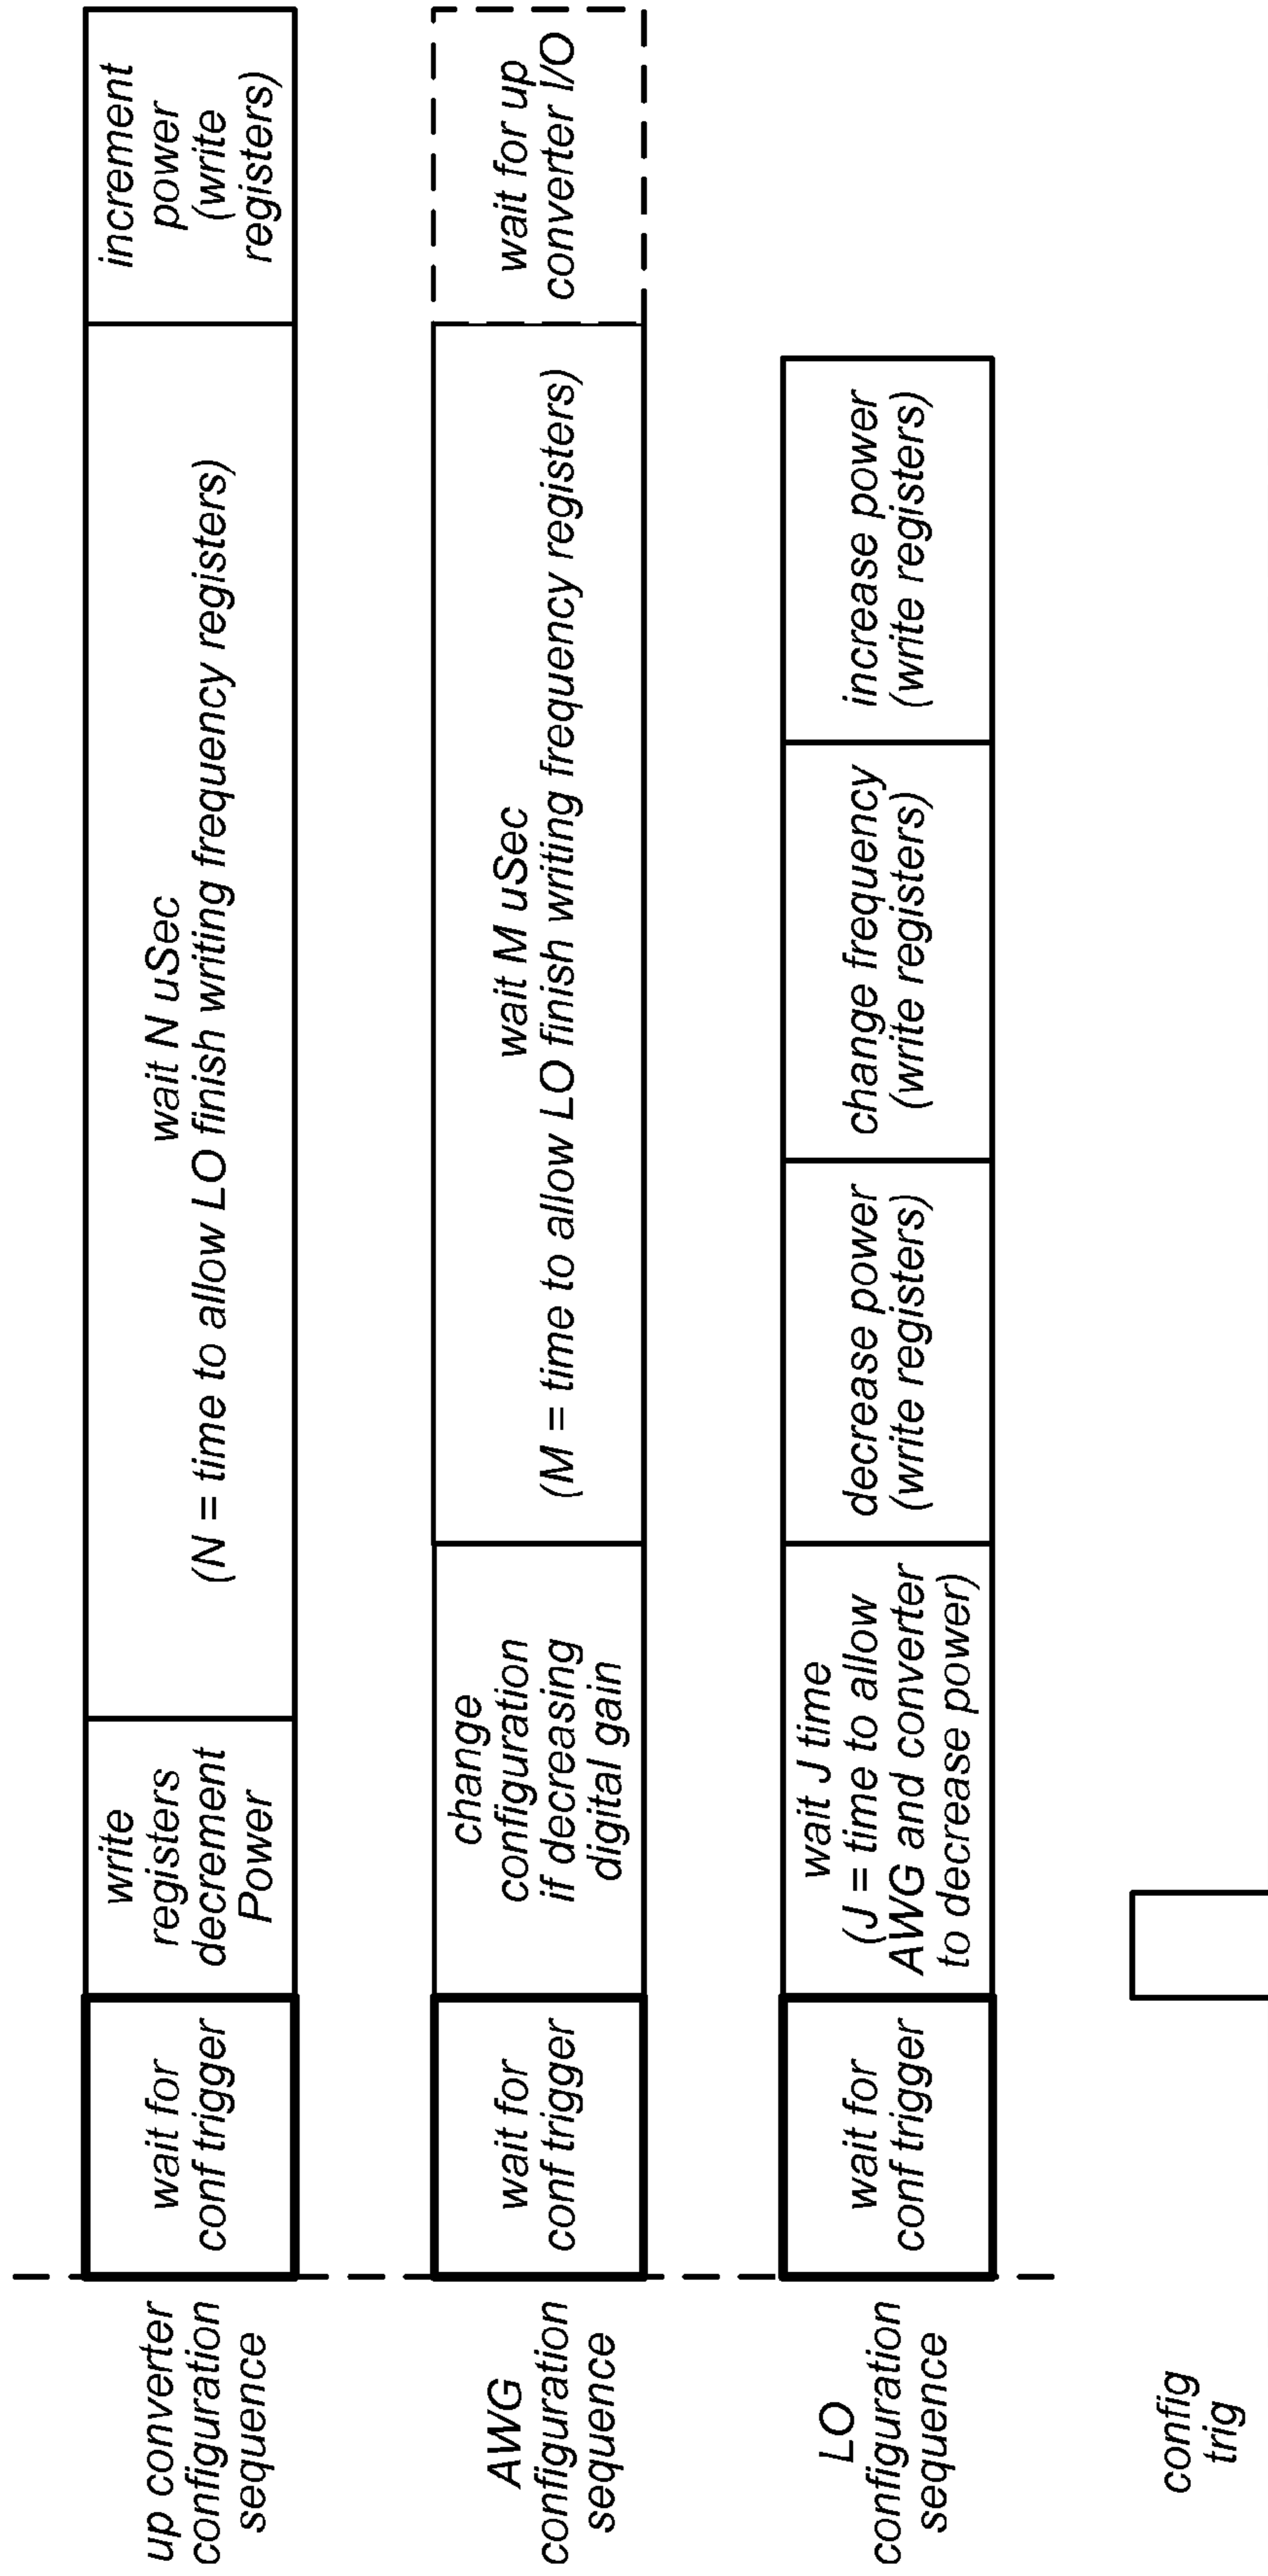 up converter
configuration
sequence
wait for
conf trigger
write
registers
decrement
Power
wait N uSec
(N = time to allow LO finish writing frequency registers)
increment
power
(write
registers)
AWG
configuration
sequence
wait for
conf trigger
change
configuration
if decreasing
digital gain
wait M uSec
(M = time to allow LO finish writing frequency registers)
wait for up
converter I/O
LO
configuration
sequence
wait for
conf trigger
wait J time
(J = time to allow
AWG and converter
to decrease power)
decrease power
(write registers)
change frequency
(write registers)
increase power
(write registers)
config
trig